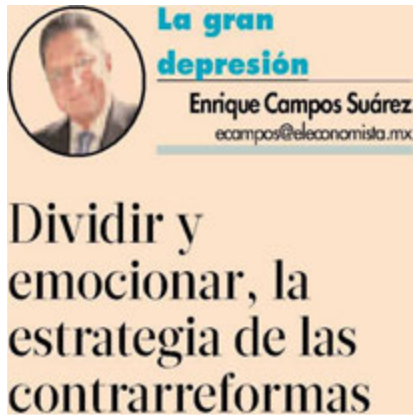 La gran
depresión
Enrique Campos Suárez
ecampos@eleconomista.mx
Dividir y
emocionar, la
estrategia de las
contrarreformas